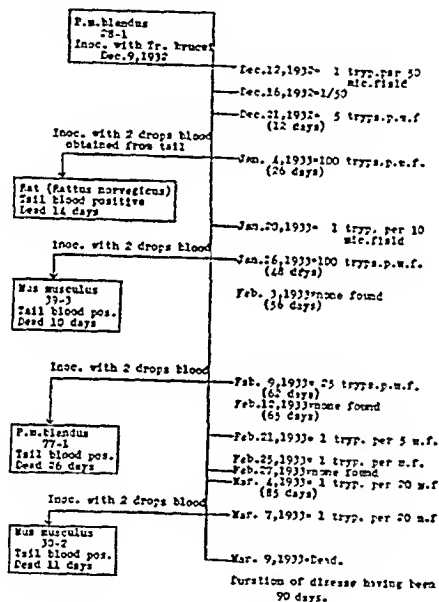 P.m.blandus
28-1
Inoc. with Tr. brucei
Dec.9,1932
Dec.12,1932= 1 tryp.per 50
mic.field
Dec.16,1932=1/50
Dec.21,1932= 5 tryps.p.m.f
(12 days)
Inoc. with 2 drops blood
obtained from tail
Jan. 4,1933=100 tryps.p.m.f.
(26 days)
Rat (Rattus norvegicus)
Tail blood positive
Dead 14 days
Jan.20,1933= 1 tryp. per 10
mic.field
Inoc. with 2 drops blood
Jan.26,1933=100 tryps.p.m.f.
(48 days)
Mus musculus
39-3
Tail blood pos.
Dead 10 days
Feb. 3,1933=none found
(56 days)
Inoc. with 2 drops blood
Feb. 9,1933= 25 tryps.p.m.f.
(62 days)
Feb.12,1933=none found
(65 days)
P.m.blandus
77-1
Tail blood pos.
Dead 26 days
Feb.21,1933= 1 tryp. per 5 m.f.
Feb.25,1933= 1 tryp. per m.f.
Feb.27,1933=none found
Mar. 4,1933= 1 tryp. per 20 m.f
(85 days)
Inoc. with 2 drops blood
Mar. 7,1933= 1 tryp. per 20 m.f
Mus musculus
30-2
Tail blood pos.
Dead 11 days
Mar. 9,1933=Dead.
Duration of disease having been
90 days.